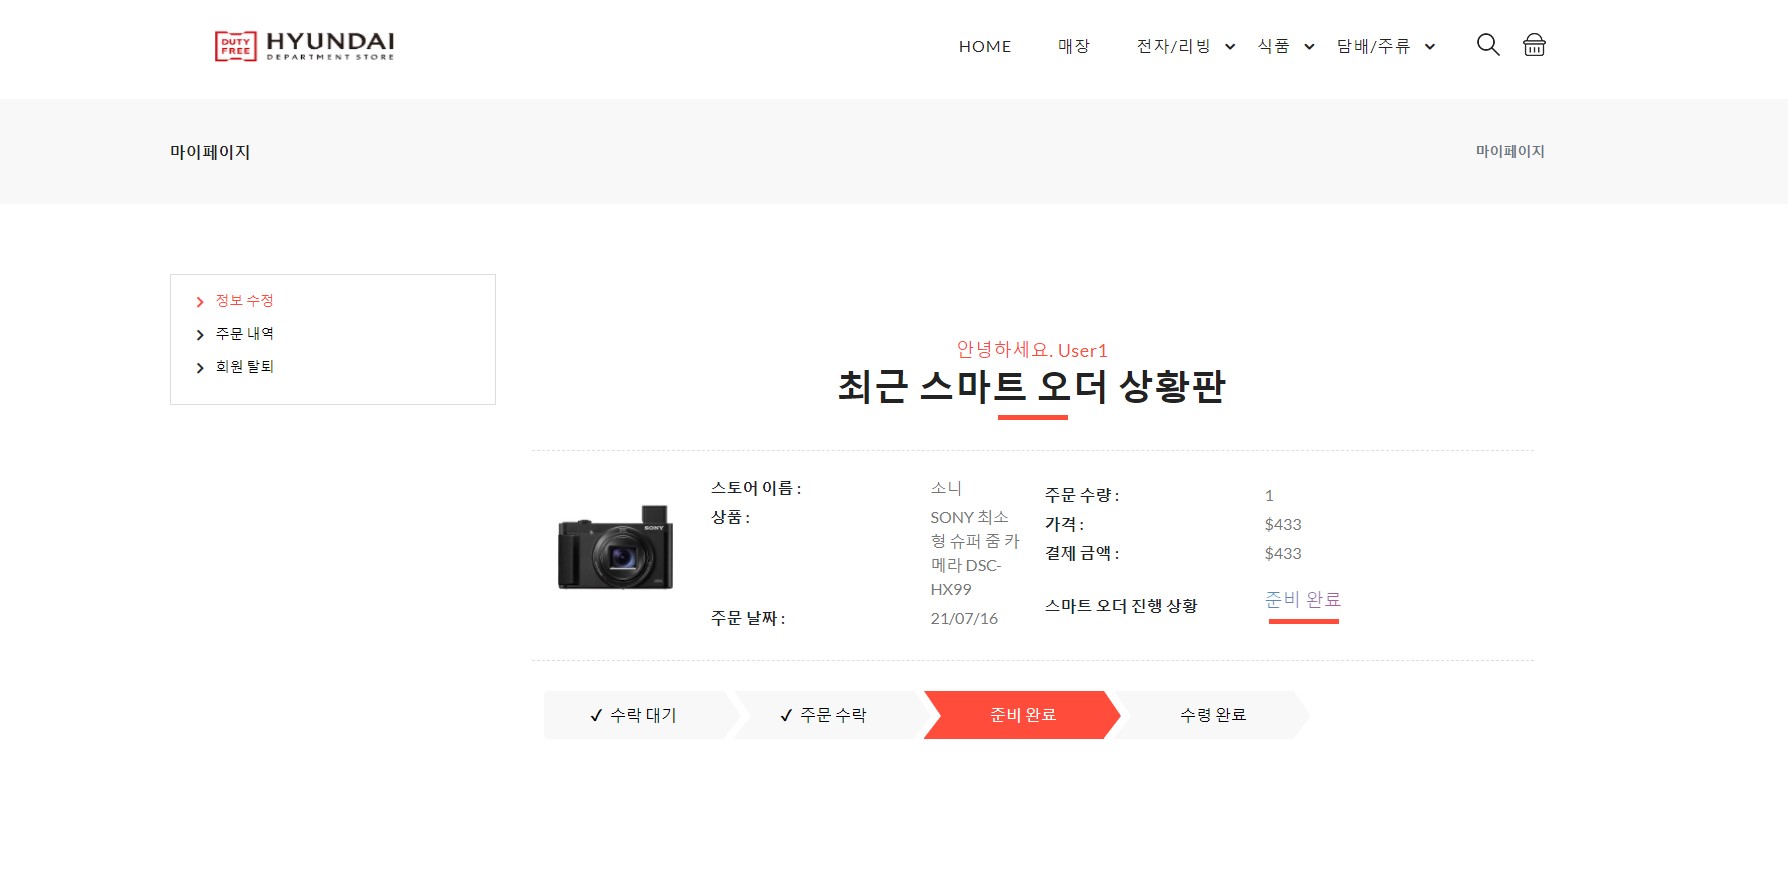 DUTY FREE HYUNDAI
DEPARTMENT STORE
HOME 매장 전자/리빙 식품 담배/주류
마이페이지 마이페이지
정보 수정
주문 내역
회원 탈퇴
안녕하세요. User1
최근 스마트 오더 상황판
스토어 이름 : 소니
상품 : SONY 최소
형 슈퍼 줌 카
메라 DSC-
HX99
주문 날짜 : 21/07/16
주문 수량 : 1
가격 : $433
결제 금액 : $433
스마트 오더 진행 상황 준비 완료
SONY
✓ 수락 대기 ✓ 주문 수락 준비 완료 수령 완료